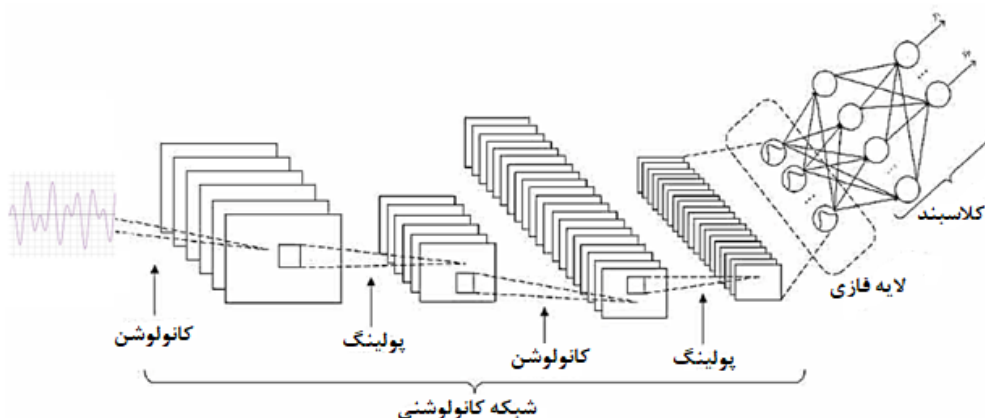 کانولوشن
پولینگ
کانولوشن
پولینگ
لایه فازی
کلاسبند
شبکه کانولوشنی